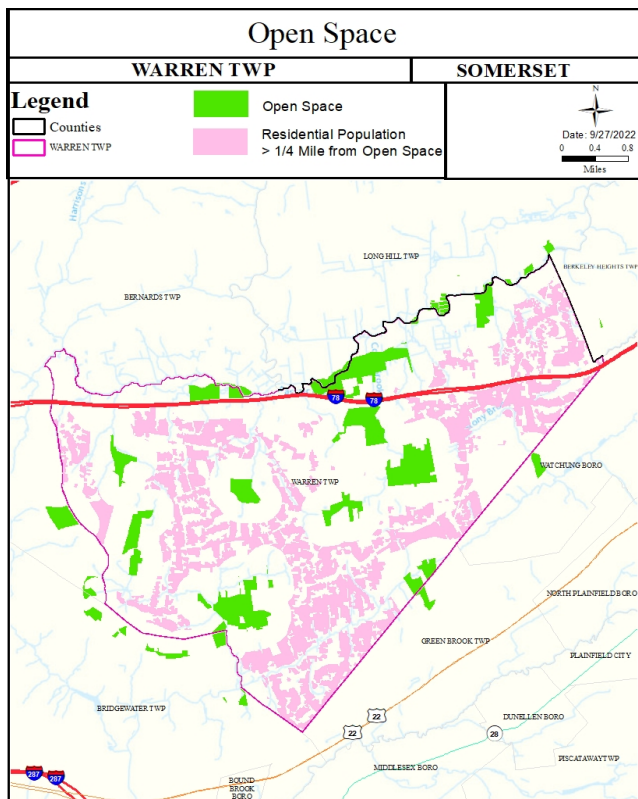 Open Space
WARREN TWP
SOMERSET
Legend
Counties
WARREN TWP
Open Space
Residential Population
> 1/4 Mile from Open Space
N
Date: 9/27/2022
0 0.4 0.8
Miles
LONG HILL TWP
BERKELEY HEIGHTS TWP
BERNARDS TWP
78
78
WATCHUNG BORO
WARREN TWP
NORTH PLAINFIELD BORO
GREEN BROOK TWP
PLAINFIELD CITY
BRIDGEWATER TWP
22
22
DUNELLEN BORO
28
PISCATAWAY TWP
MIDDLESEX BORO
287
287
BOUND
BROOK
BORO